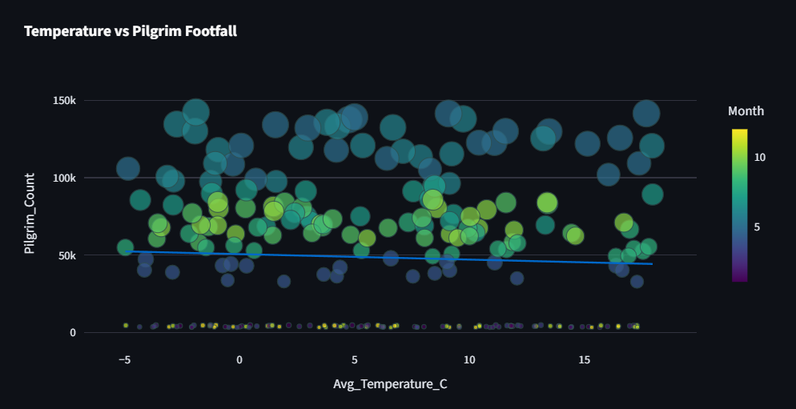 Temperature vs Pilgrim Footfall
Month
150k
100k
50k
0
Pilgrim_Count
10
5
−5
0
5
10
15
Avg_Temperature_C